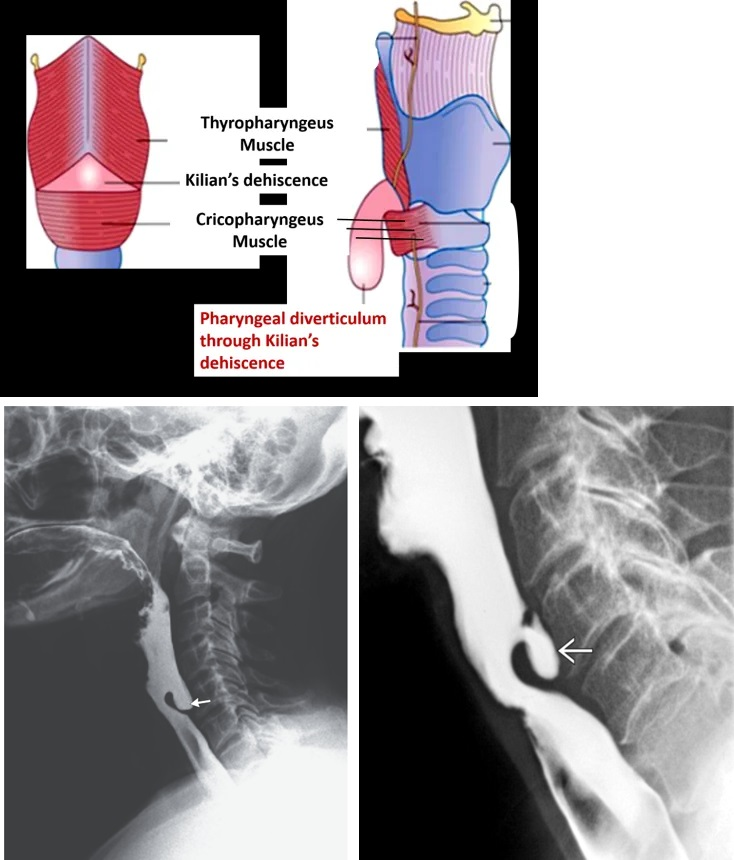 Thyropharyngeus
Muscle
Kilian's dehiscence
Cricopharyngeus
Muscle
Pharyngeal diverticulum
through Kilian's
dehiscence